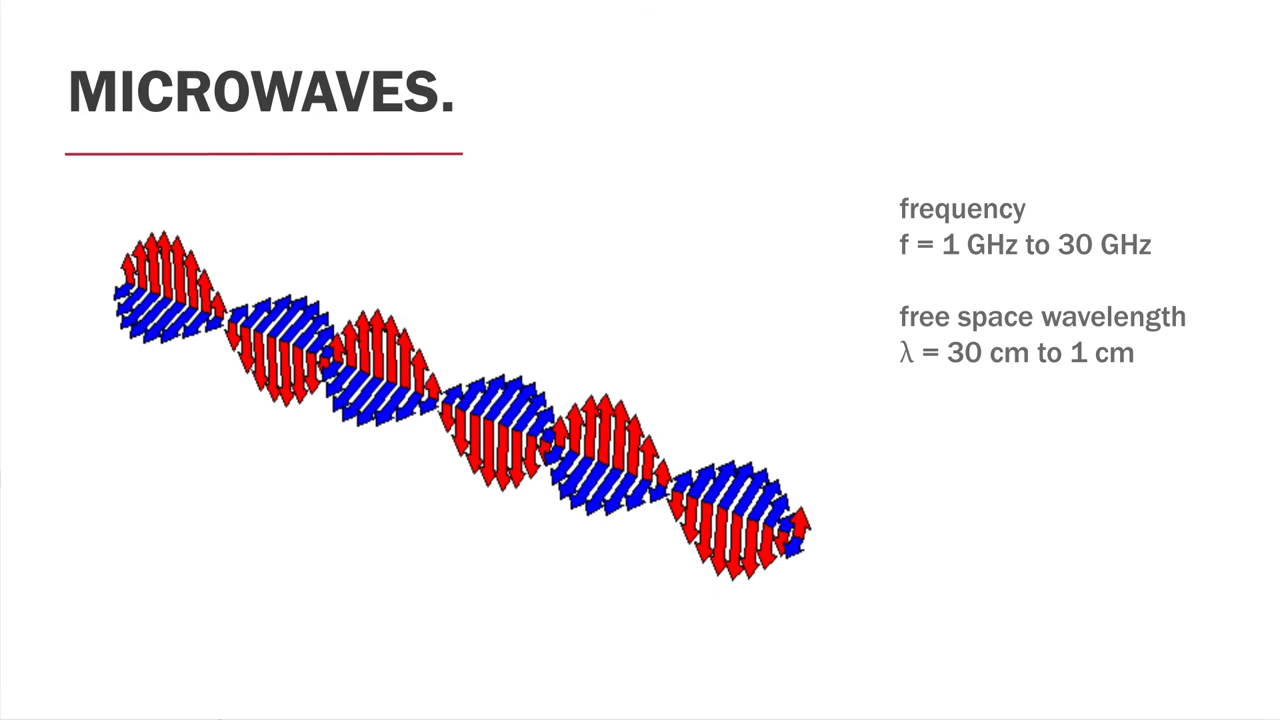 MICROWAVES.
frequency
f = 1 GHz to 30 GHz
free space wavelength
λ = 30 cm to 1 cm